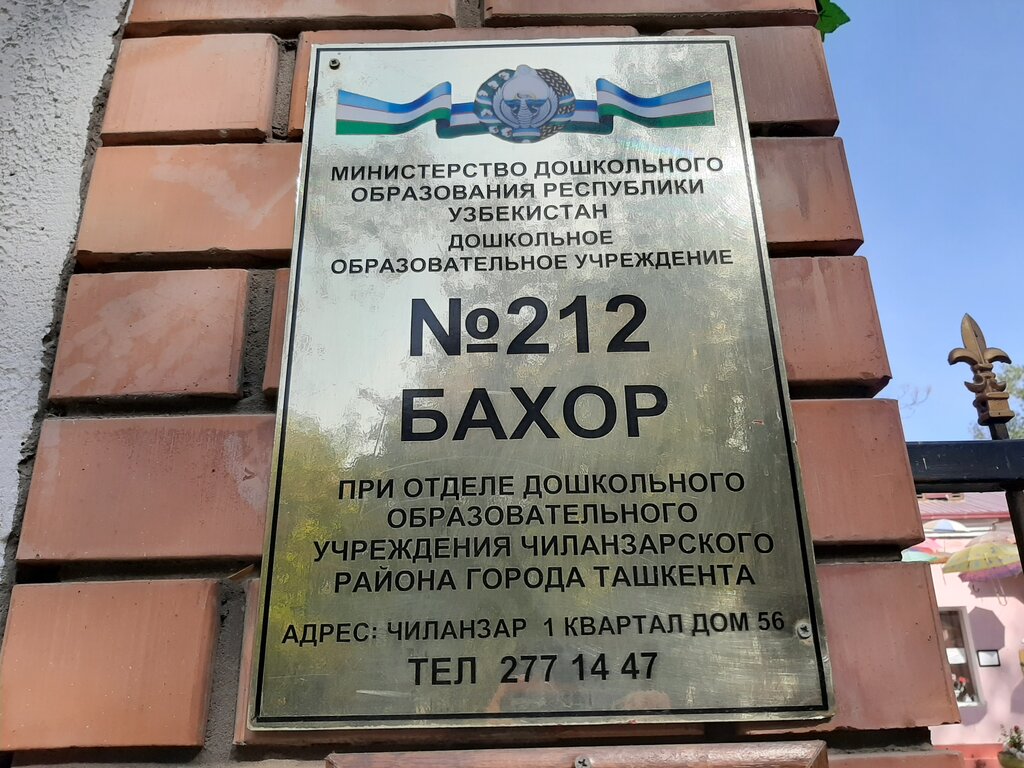 МИНИСТЕРСТВО ДОШКОЛЬНОГО
ОБРАЗОВАНИЯ РЕСПУБЛИКИ
УЗБЕКИСТАН
ДОШКОЛЬНОЕ
ОБРАЗОВАТЕЛЬНОЕ УЧРЕЖДЕНИЕ
№212
БАХОР
ПРИ ОТДЕЛЕ ДОШКОЛЬНОГО
ОБРАЗОВАТЕЛЬНОГО
УЧРЕЖДЕНИЯ ЧИЛАНЗАРСКОГО
РАЙОНА ГОРОДА ТАШКЕНТА
АДРЕС: ЧИЛАНЗАР 1 КВАРТАЛ ДОМ 56
ТЕЛ 277 14 47